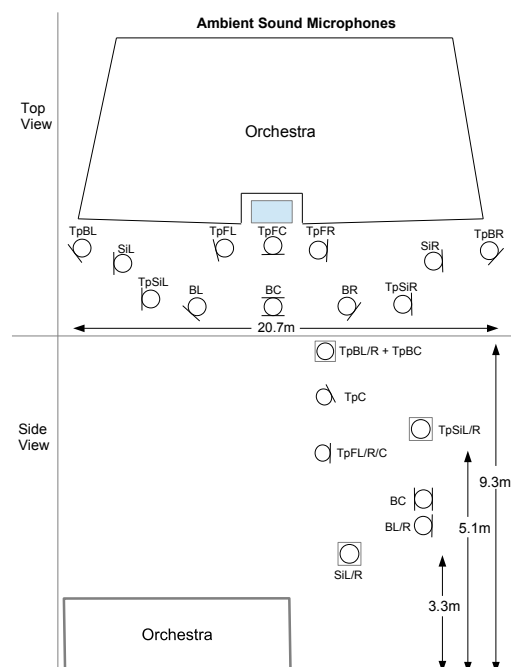 Ambient Sound Microphones
Top
View
Orchestra
TpBL
SiL
TpFL
TpFC
TpFR
SiR
TpBR
TpSiL
BL
BC
BR
TpSiR
20.7m
Side
View
TpBL/R + TpBC
TpC
TpSiL/R
TpFL/R/C
9.3m
BC
BL/R
5.1m
SiL/R
3.3m
Orchestra